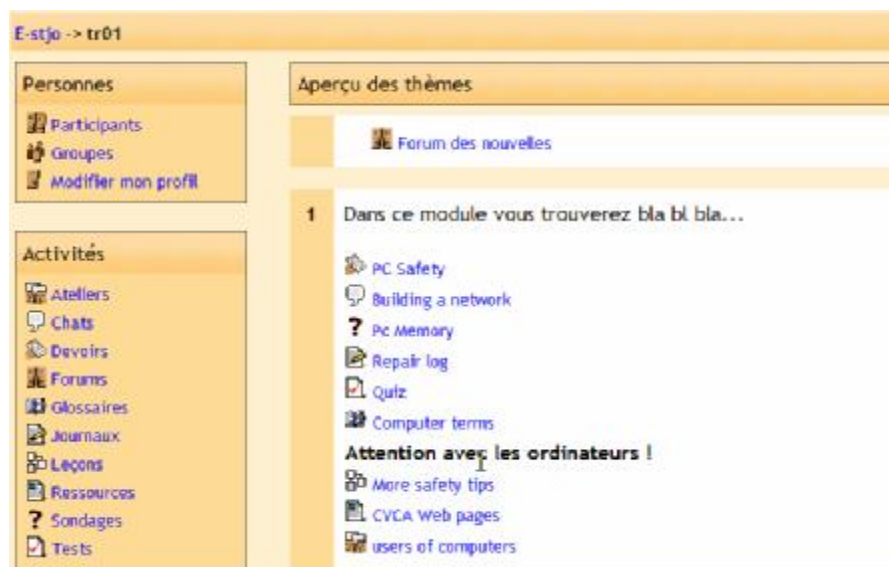 E-stjo -> tr01
Personnes
Participants
Groupes
Modifier mon profil
Activités
Ateliers
Chats
Devoirs
Forums
Glossaires
Journaux
Leçons
Ressources
Sondages
Tests
Aperçu des thèmes
Forum des nouvelles
1 Dans ce module vous trouverez bla bl bla...
PC Safety
Building a network
Pc Memory
Repair log
Quiz
Computer terms
Attention avec les ordinateurs !
More safety tips
CVCA Web pages
users of computers